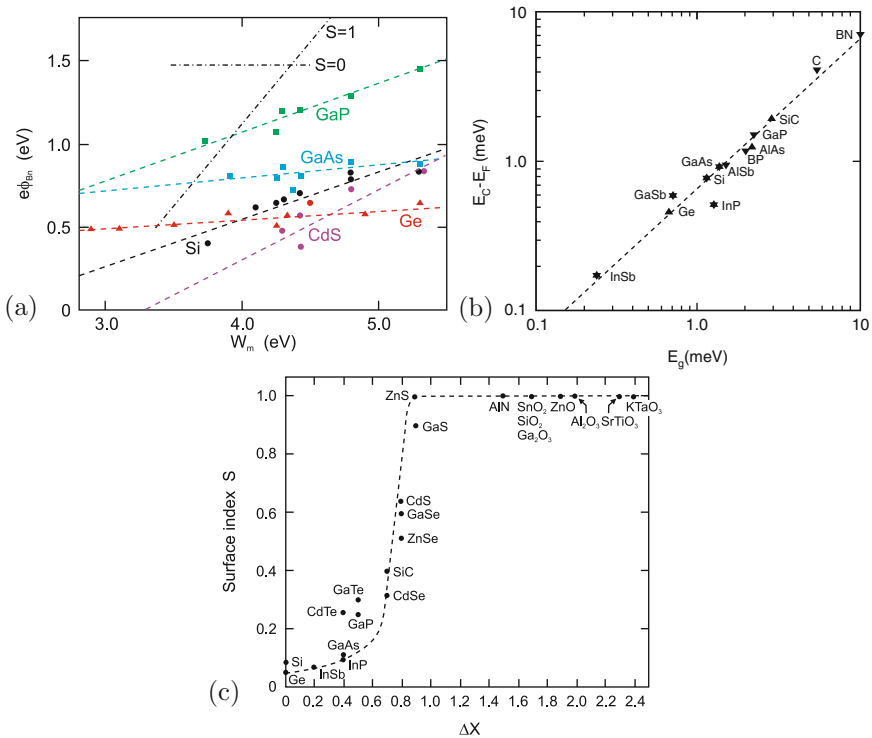 S=1
S=0
1.5
GaP
eϕBn (eV)
1.0
GaAs
0.5
Ge
Si
CdS
0
3.0
4.0
5.0
(a)
Wm (eV)
10
BN
C
SiC
GaP
AlAs
BP
AlSb
GaAs
Si
GaSb
InP
Ge
InSb
EC-EF (meV)
1.0
0.1
0.1
1.0
10
(b)
Eg(meV)
1.0
ZnS
AlN
SnO2
ZnO
KTaO3
SiO2
Al2O3
SrTiO3
Ga2O3
GaS
0.8
CdS
GaSe
0.6
ZnSe
Surface index S
0.4
SiC
CdSe
GaTe
CdTe
GaP
0.2
GaAs
Si
InP
InSb
Ge
0
0 0.2 0.4 0.6 0.8 1.0 1.2 1.4 1.6 1.8 2.0 2.2 2.4
(c)
ΔX